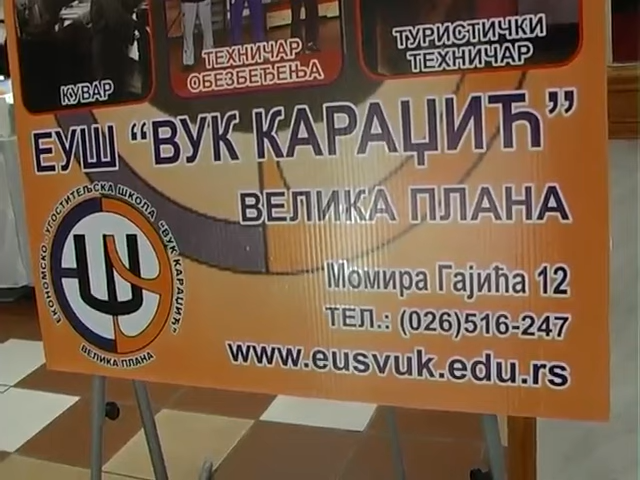 КУВАР
ТЕХНИЧАР
ОБЕЗБЕЂЕЊА
ТУРИСТИЧКИ
ТЕХНИЧАР
ЕУШ “ВУК КАРАЏИЋ”
ВЕЛИКА ПЛАНА
ЕКОНОМСКО - УГОСТИТЕЉСКА ШКОЛА "ВУК КАРАЏИЋ"
ВЕЛИКА ПЛАНА
Момира Гајића 12
ТЕЛ.: (026)516-247
www.eusvuk.edu.rs